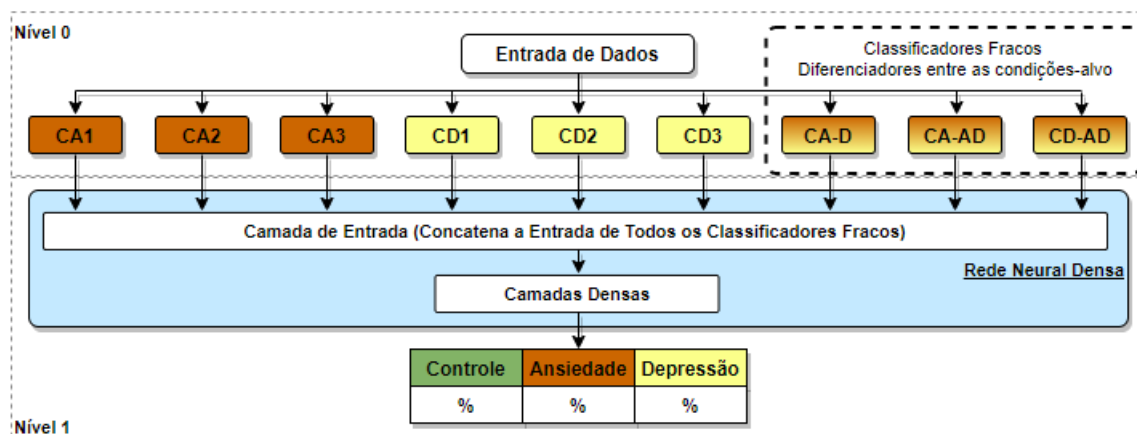 Nível 0
Entrada de Dados
Classificadores Fracos
Diferenciadores entre as condições-alvo
CA1
CA2
CA3
CD1
CD2
CD3
CA-D
CA-AD
CD-AD
Camada de Entrada (Concatena a Entrada de Todos os Classificadores Fracos)
Rede Neural Densa
Camadas Densas
Controle
Ansiedade
Depressão
%
%
%
Nível 1